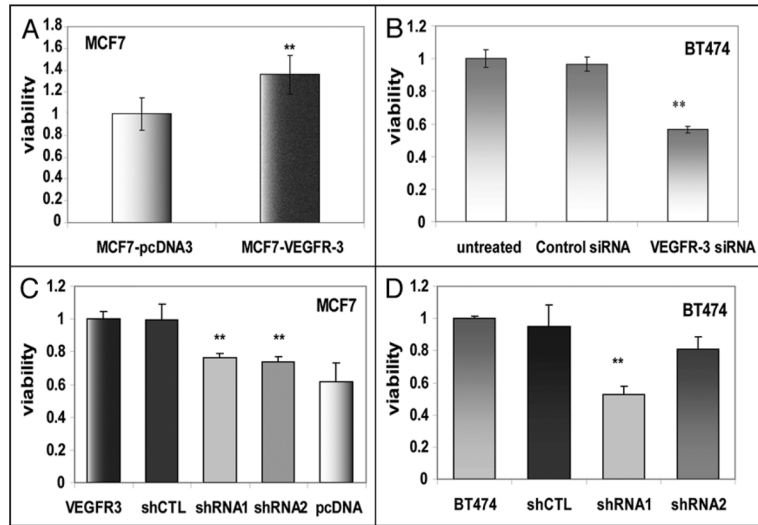 A
MCF7
**
viability
1.8
1.6
1.4
1.2
1
0.8
0.6
0.4
0.2
0
MCF7-pcDNA3 MCF7-VEGFR-3
B
BT474
**
viability
1.2
1
0.8
0.6
0.4
0.2
0
untreated Control siRNA VEGFR-3 siRNA
C
MCF7
** **
viability
1.2
1
0.8
0.6
0.4
0.2
0
VEGFR3 shCTL shRNA1 shRNA2 pcDNA
D
BT474
**
viability
1.2
1
0.8
0.6
0.4
0.2
0
BT474 shCTL shRNA1 shRNA2